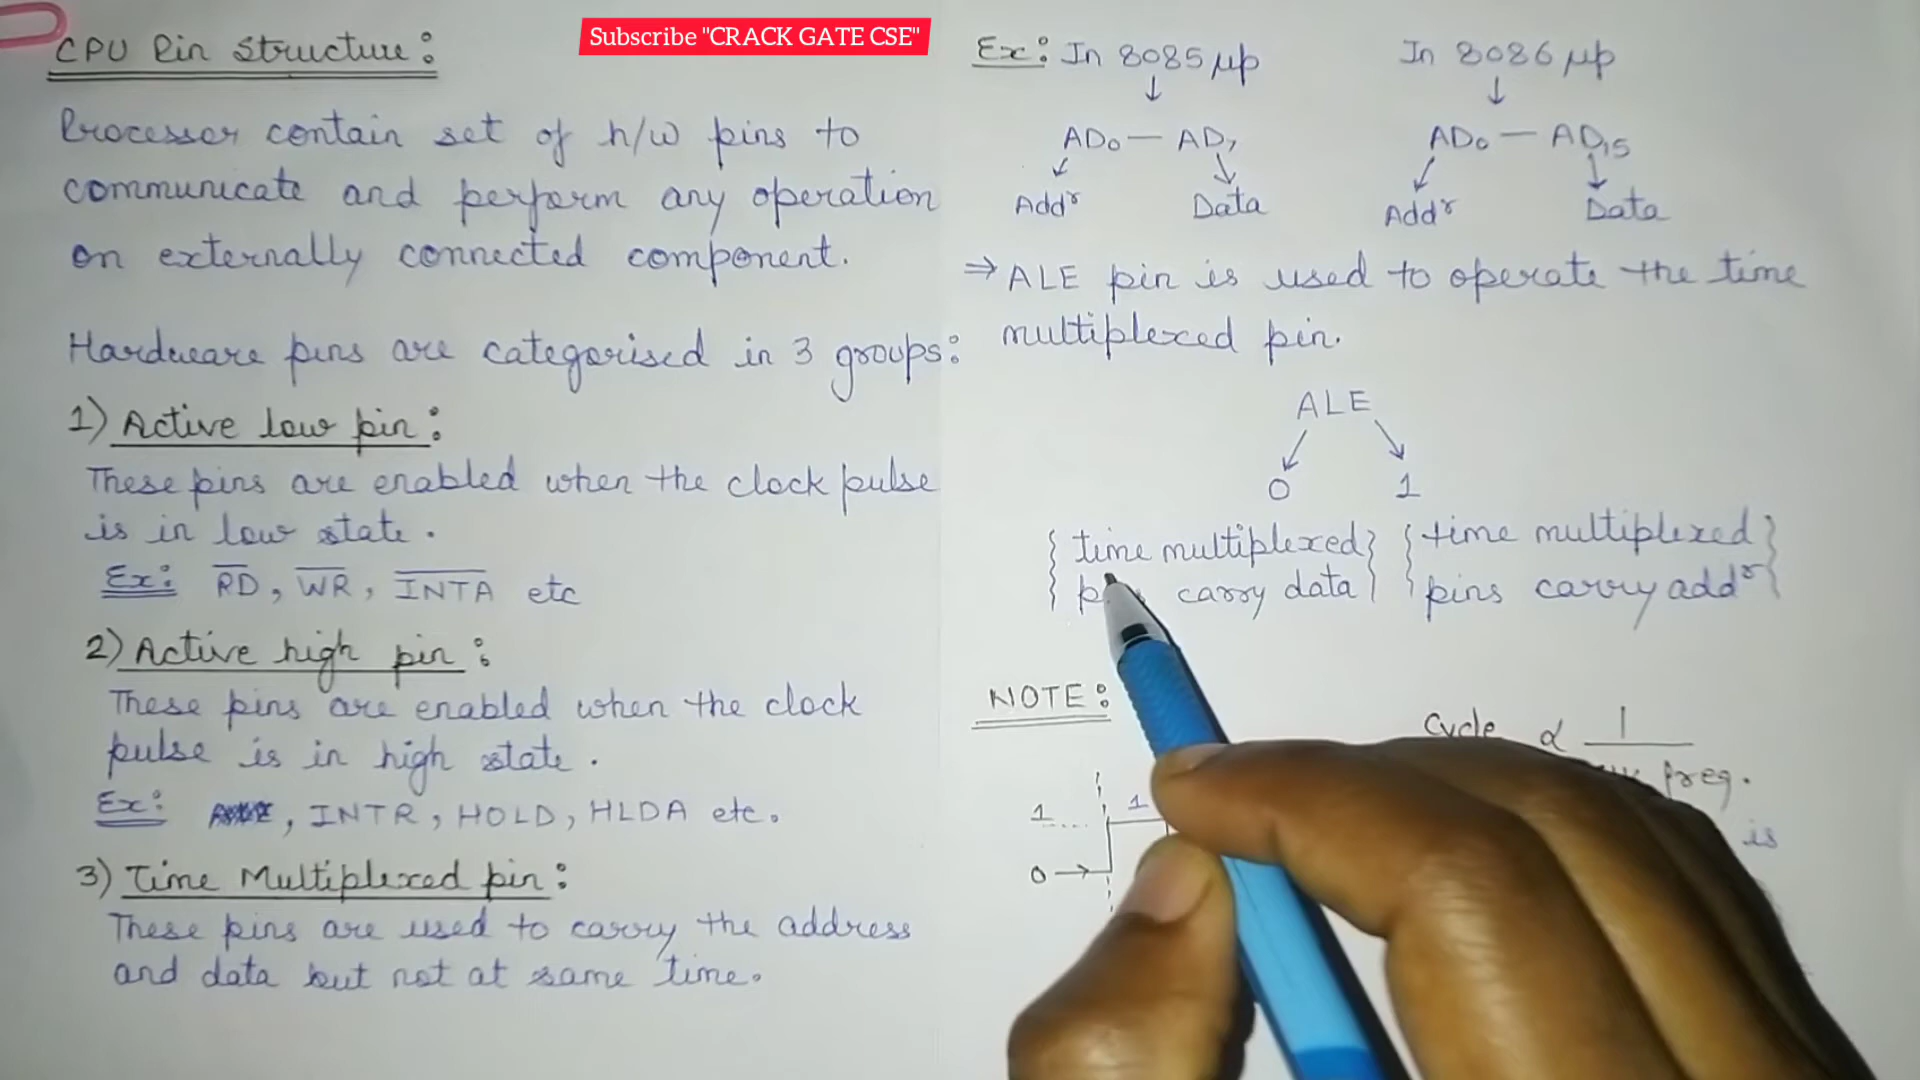 CPU Pin Structure:
Processor contain set of h/w pins to
communicate and perform any operation
on externally connected component.
Hardware pins are categorised in 3 groups:
1) Active low pin:
These pins are enabled when the clock pulse
is in low state.
Ex: R̅D̅, W̅R̅, I̅N̅T̅A̅ etc
2) Active high pin:
These pins are enabled when the clock
pulse is in high state.
Ex: , INTR, HOLD, HLDA etc.
3) Time Multiplexed pin:
These pins are used to carry the address
and data but not at same time.
Subscribe "CRACK GATE CSE"
Ex: In 8085 μp
↓
AD₀ — AD₇
Addʳ Data
In 8086 μp
↓
AD₀ — AD₁₅
Addʳ Data
⇒ ALE pin is used to operate the time
multiplexed pin.
ALE
0 1
{time multiplexed
carry data}
{time multiplexed
pins carry addʳ}
NOTE:
Cycle ∝ 1
freq.
1 1
0 →
is